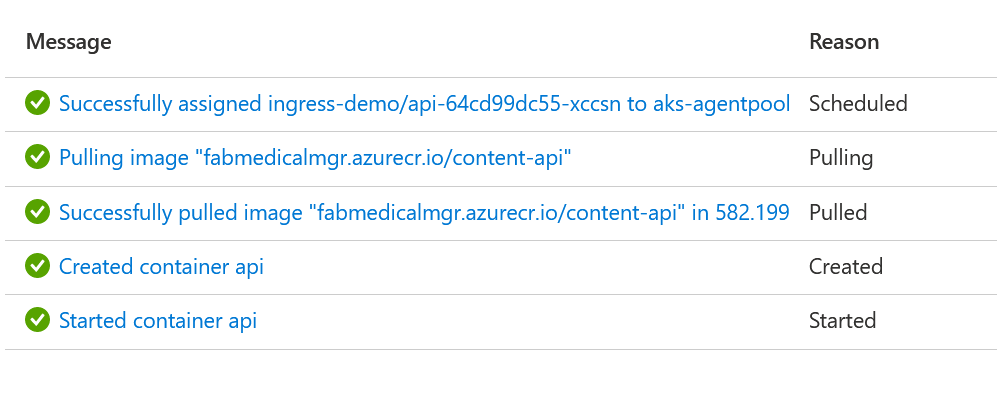 Message Reason
Successfully assigned ingress-demo/api-64cd99dc55-xccsn to aks-agentpool Scheduled
Pulling image "fabmedicalmgr.azurecr.io/content-api" Pulling
Successfully pulled image "fabmedicalmgr.azurecr.io/content-api" in 582.199 Pulled
Created container api Created
Started container api Started